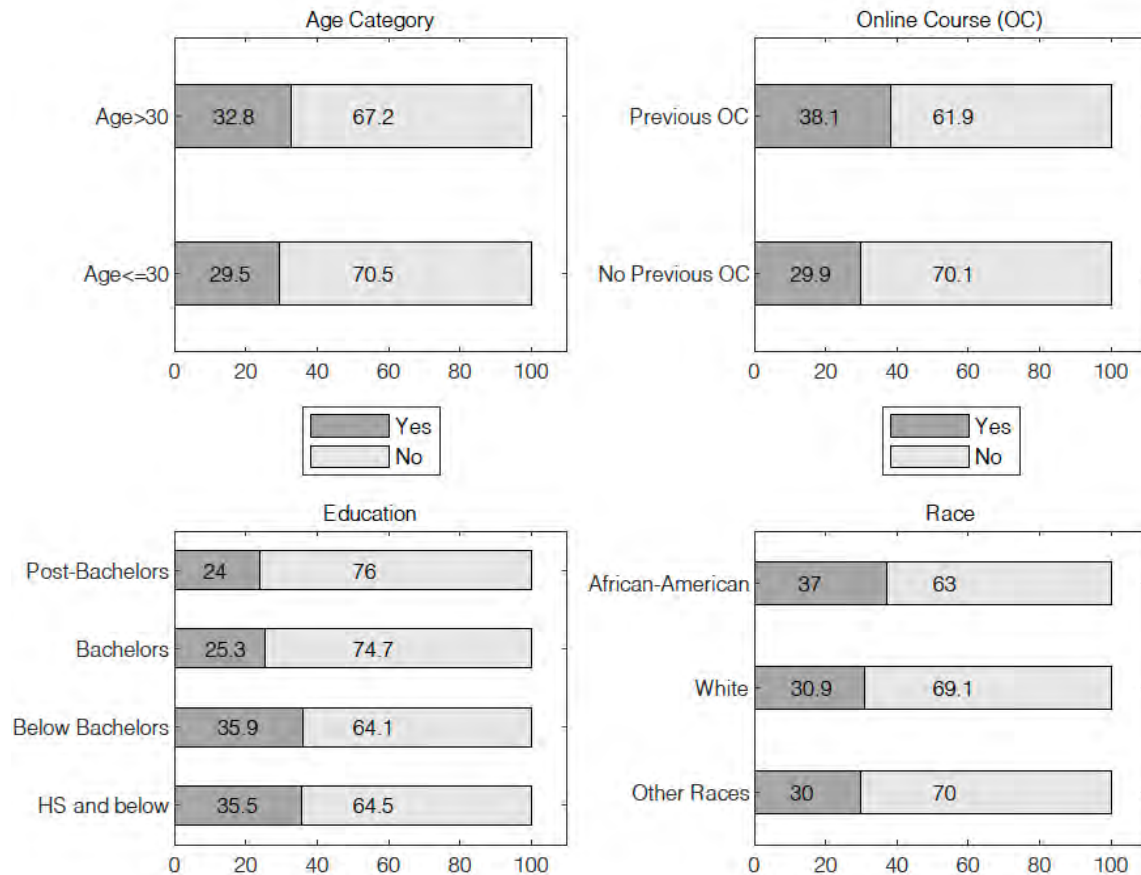 Age Category
Age>30
32.8
67.2
Age<=30
29.5
70.5
0 20 40 60 80 100
Yes
No
Online Course (OC)
Previous OC
38.1
61.9
No Previous OC
29.9
70.1
0 20 40 60 80 100
Yes
No
Education
Post-Bachelors
24
76
Bachelors
25.3
74.7
Below Bachelors
35.9
64.1
HS and below
35.5
64.5
0 20 40 60 80 100
Race
African-American
37
63
White
30.9
69.1
Other Races
30
70
0 20 40 60 80 100